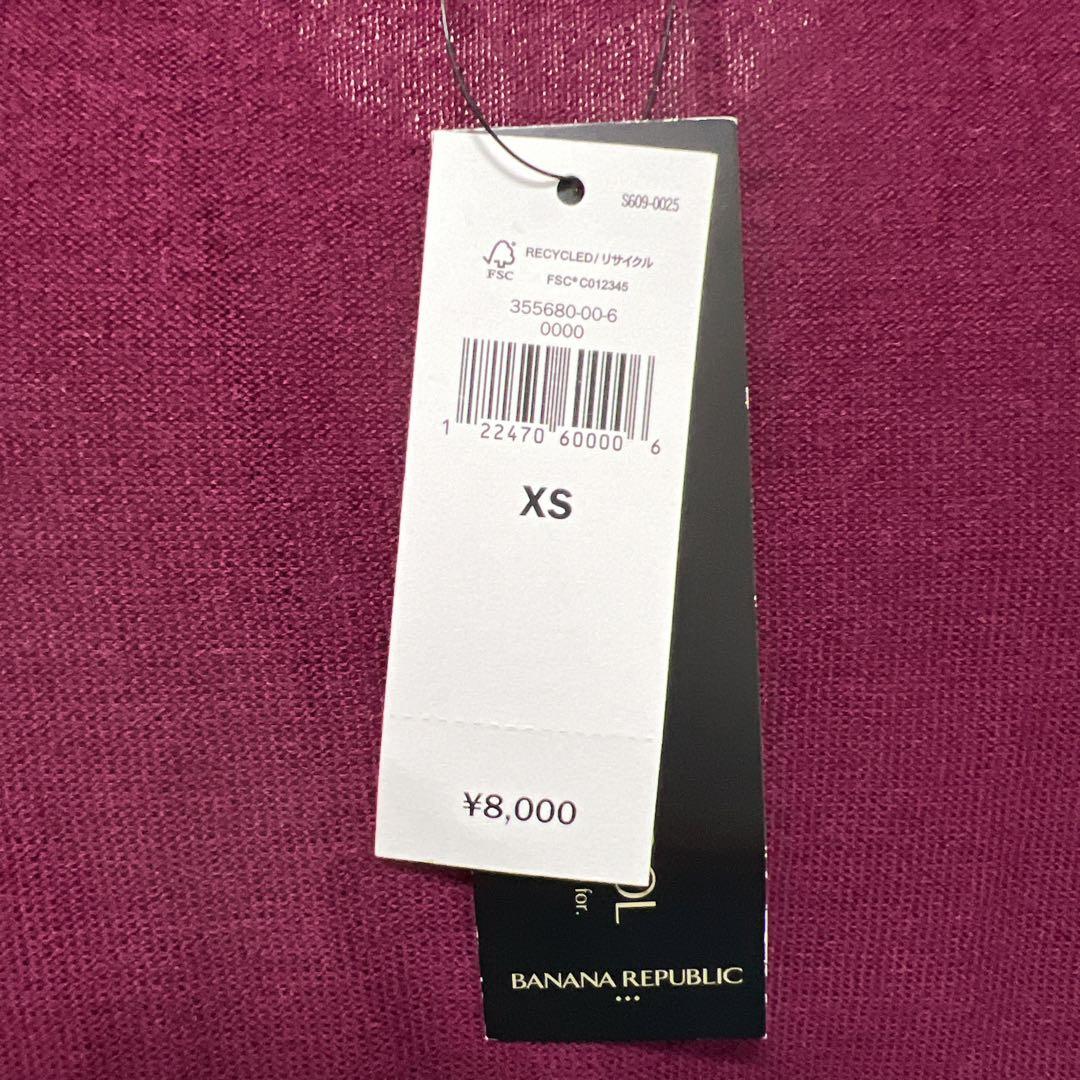 S609-0025
FSC
RECYCLED/リサイクル
FSC® C012345
355680-00-6
0000
1 22470 60000 6
XS
¥8,000
OL
for.
BANANA REPUBLIC